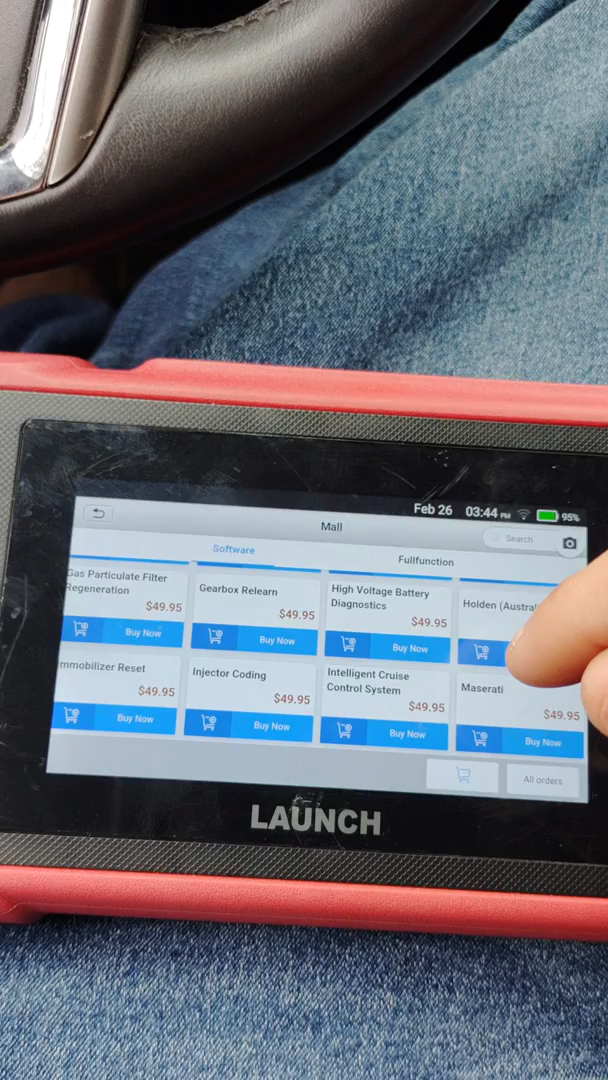 Feb 26 03:44 PM 95%
Mall
Search
Software
Fullfunction
Gas Particulate Filter
Regeneration
$49.95
Buy Now
Gearbox Relearn
$49.95
Buy Now
High Voltage Battery
Diagnostics
$49.95
Buy Now
Holden (Austral
mmobilizer Reset
$49.95
Buy Now
Injector Coding
$49.95
Buy Now
Intelligent Cruise
Control System
$49.95
Buy Now
Maserati
$49.95
Buy Now
All orders
LAUNCH